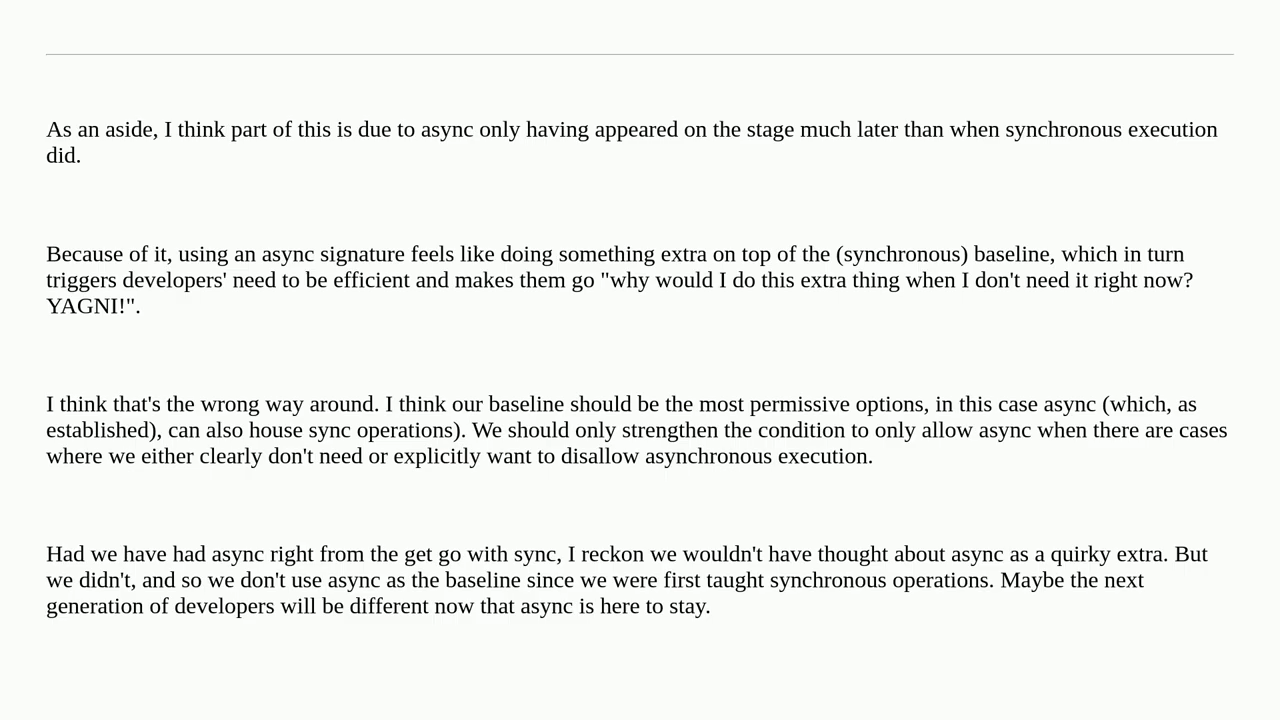 As an aside, I think part of this is due to async only having appeared on the stage much later than when synchronous execution
did.
Because of it, using an async signature feels like doing something extra on top of the (synchronous) baseline, which in turn
triggers developers' need to be efficient and makes them go "why would I do this extra thing when I don't need it right now?
YAGNI!".
I think that's the wrong way around. I think our baseline should be the most permissive options, in this case async (which, as
established), can also house sync operations). We should only strengthen the condition to only allow async when there are cases
where we either clearly don't need or explicitly want to disallow asynchronous execution.
Had we have had async right from the get go with sync, I reckon we wouldn't have thought about async as a quirky extra. But
we didn't, and so we don't use async as the baseline since we were first taught synchronous operations. Maybe the next
generation of developers will be different now that async is here to stay.